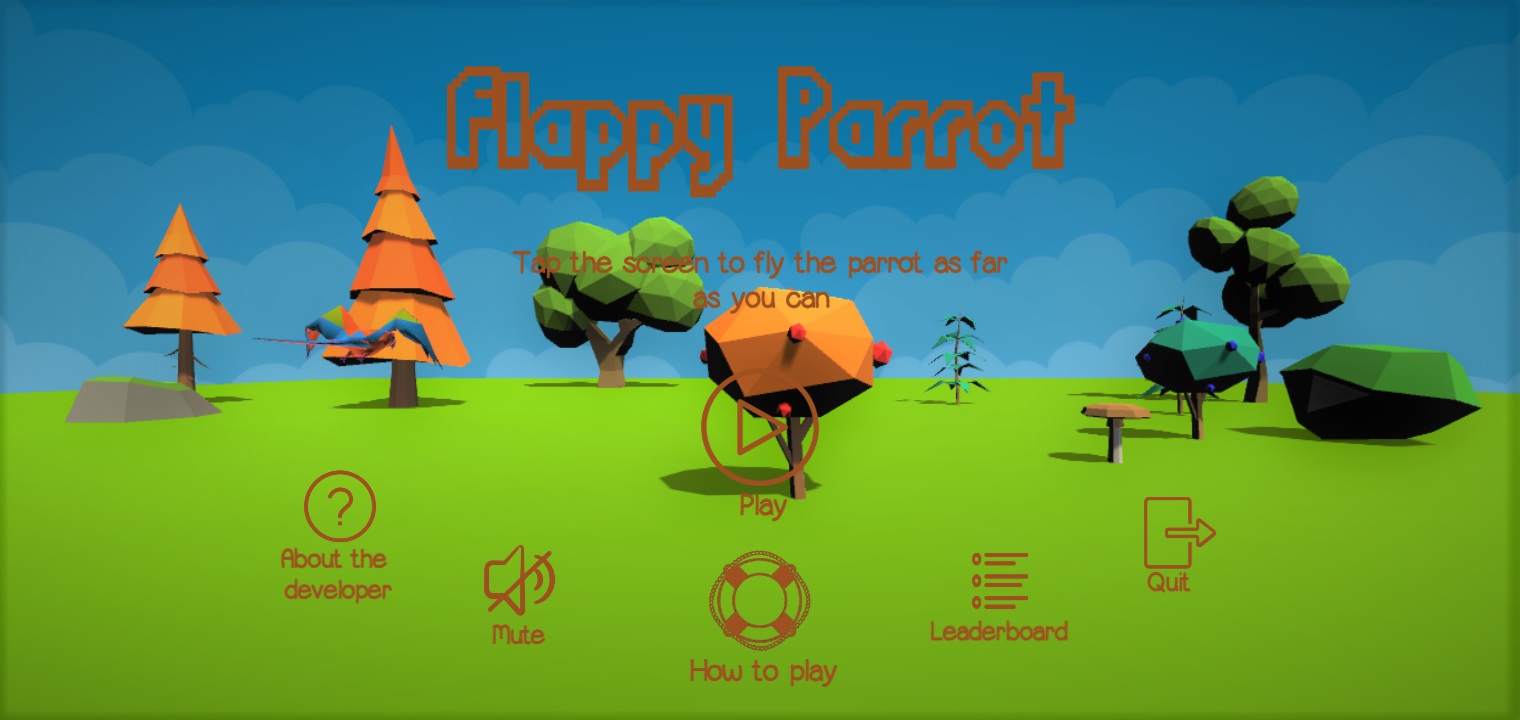 Flappy Parrot
Tap the screen to fly the parrot as far
as you can
Play
About the
developer
Mute
How to play
Leaderboard
Quit